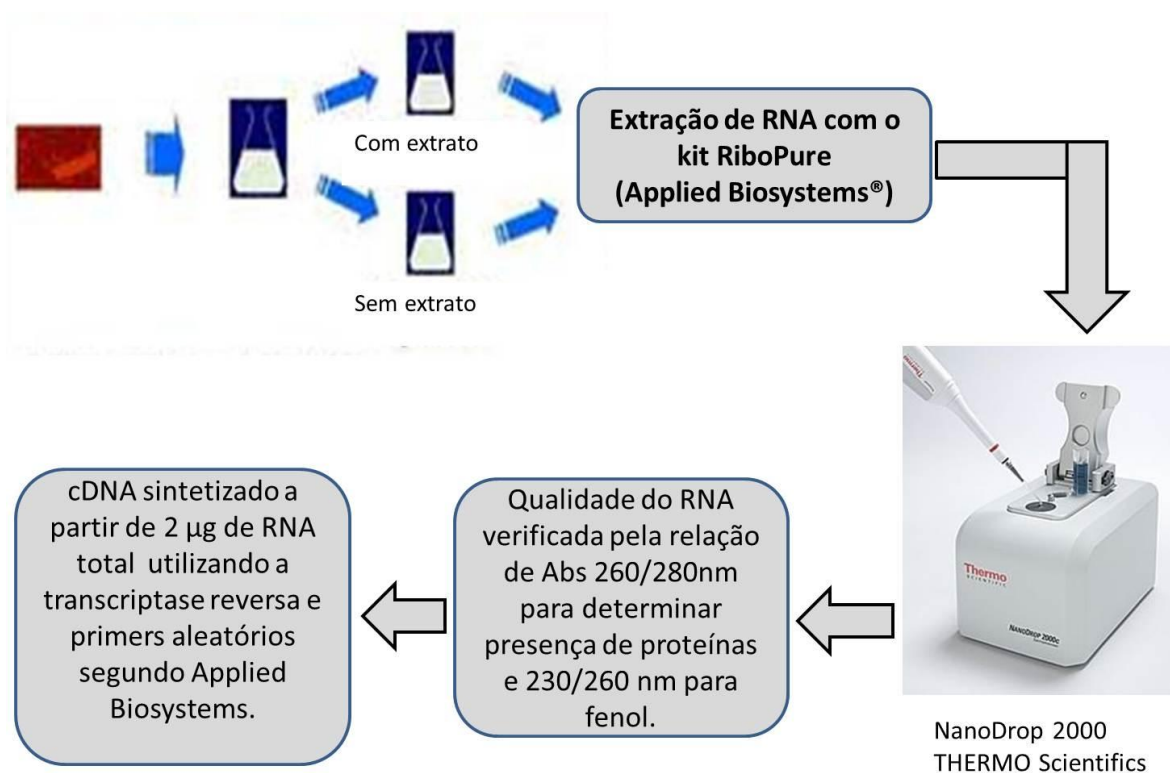 Com extrato
Sem extrato
Extração de RNA com o
kit RiboPure
(Applied Biosystems®)
Thermo
SCIENTIFIC
NANODROP 2000c
NanoDrop 2000
THERMO Scientifics
Qualidade do RNA
verificada pela relação
de Abs 260/280nm
para determinar
presença de proteínas
e 230/260 nm para
fenol.
cDNA sintetizado a
partir de 2 µg de RNA
total utilizando a
transcriptase reversa e
primers aleatórios
segundo Applied
Biosystems.